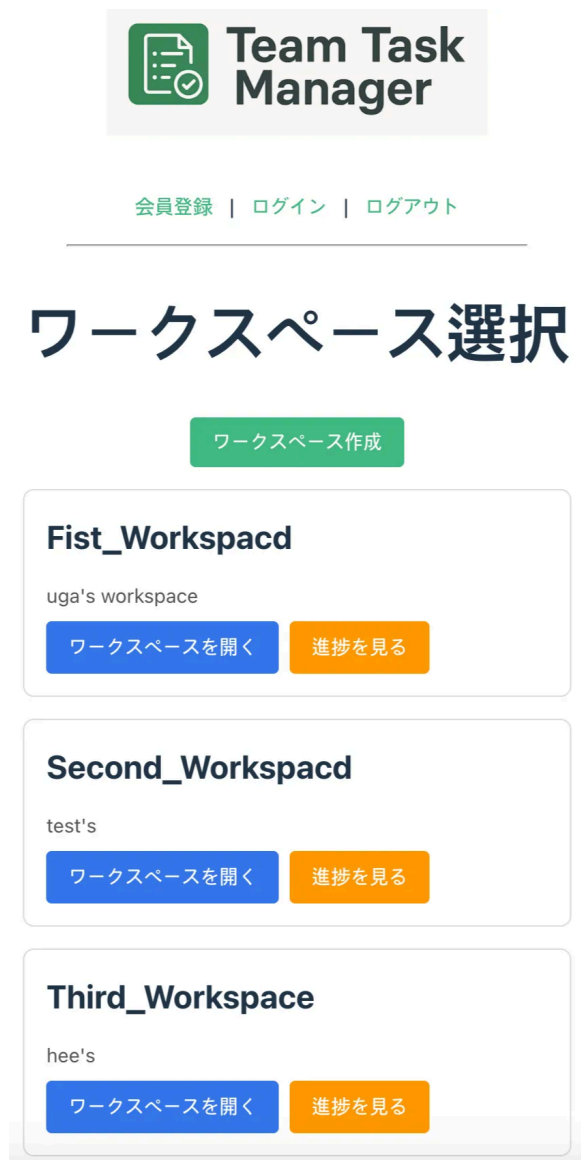 Team Task
Manager
会員登録 | ログイン | ログアウト
ワークスペース選択
ワークスペース作成
Fist_Workspacd
uga's workspace
ワークスペースを開く 進捗を見る
Second_Workspacd
test's
ワークスペースを開く 進捗を見る
Third_Workspace
hee's
ワークスペースを開く 進捗を見る